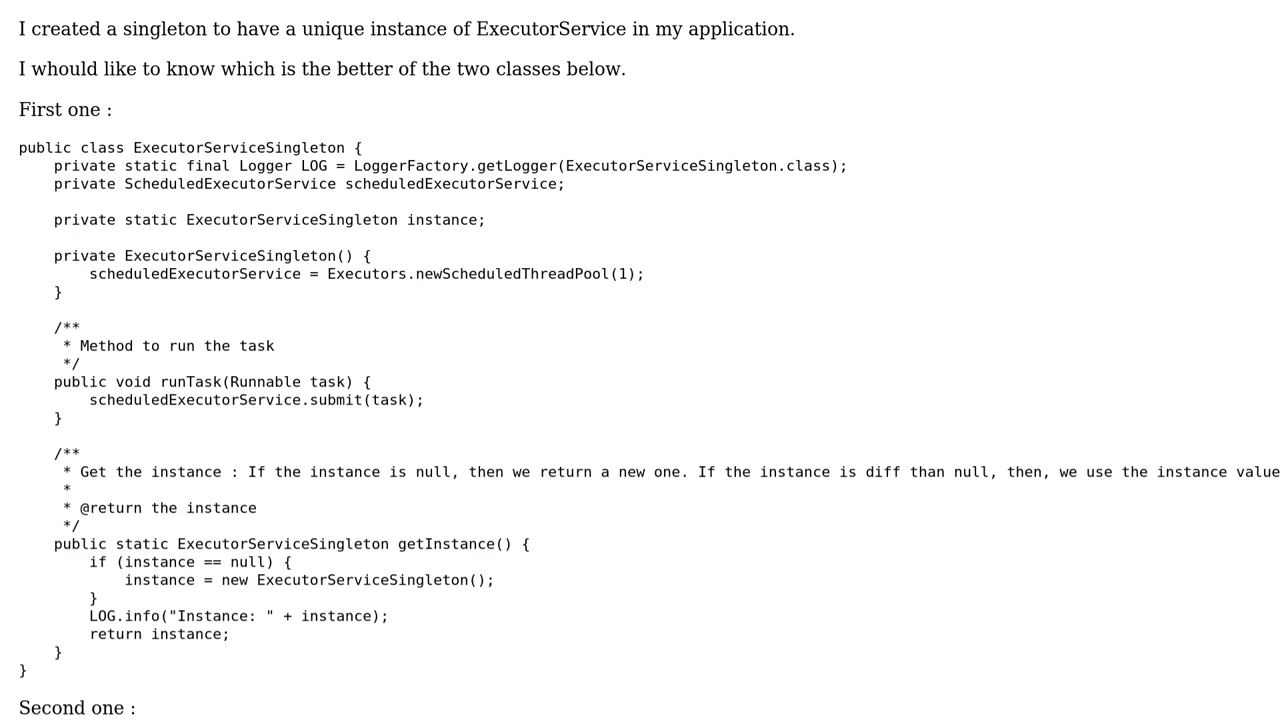 I created a singleton to have a unique instance of ExecutorService in my application.
I whould like to know which is the better of the two classes below.
First one :
public class ExecutorServiceSingleton {
    private static final Logger LOG = LoggerFactory.getLogger(ExecutorServiceSingleton.class);
    private ScheduledExecutorService scheduledExecutorService;

    private static ExecutorServiceSingleton instance;

    private ExecutorServiceSingleton() {
        scheduledExecutorService = Executors.newScheduledThreadPool(1);
    }

    /**
     * Method to run the task
     */
    public void runTask(Runnable task) {
        scheduledExecutorService.submit(task);
    }

    /**
     * Get the instance : If the instance is null, then we return a new one. If the instance is diff than null, then, we use the instance value
     *
     * @return the instance
     */
    public static ExecutorServiceSingleton getInstance() {
        if (instance == null) {
            instance = new ExecutorServiceSingleton();
        }
        LOG.info("Instance: " + instance);
        return instance;
    }
}
Second one :